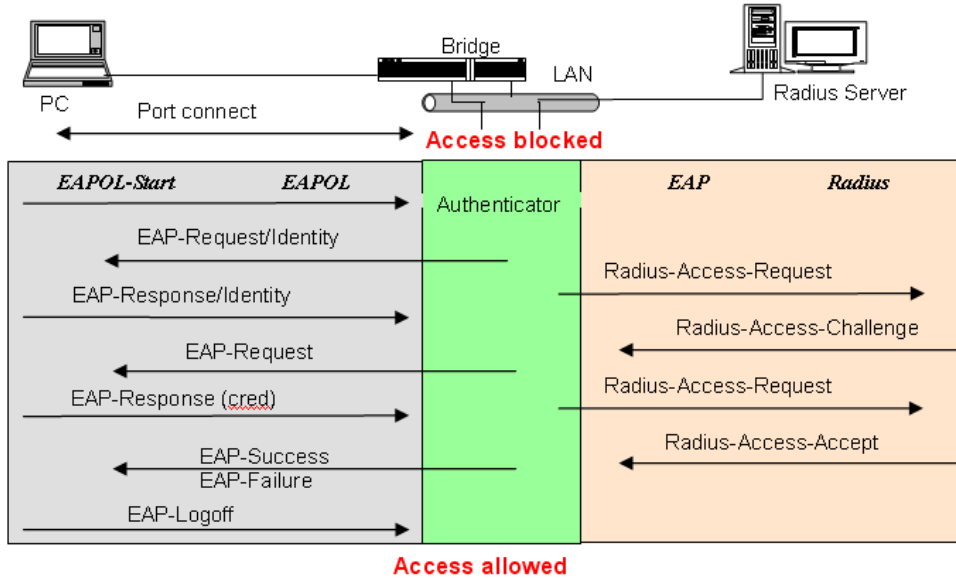 Bridge
LAN
PC
Radius Server
Port connect
Access blocked
EAPOL-Start EAPOL
EAP Radius
Authenticator
EAP-Request/Identity
Radius-Access-Request
EAP-Response/Identity
Radius-Access-Challenge
EAP-Request
Radius-Access-Request
EAP-Response (cred)
Radius-Access-Accept
EAP-Success
EAP-Failure
EAP-Logoff
Access allowed